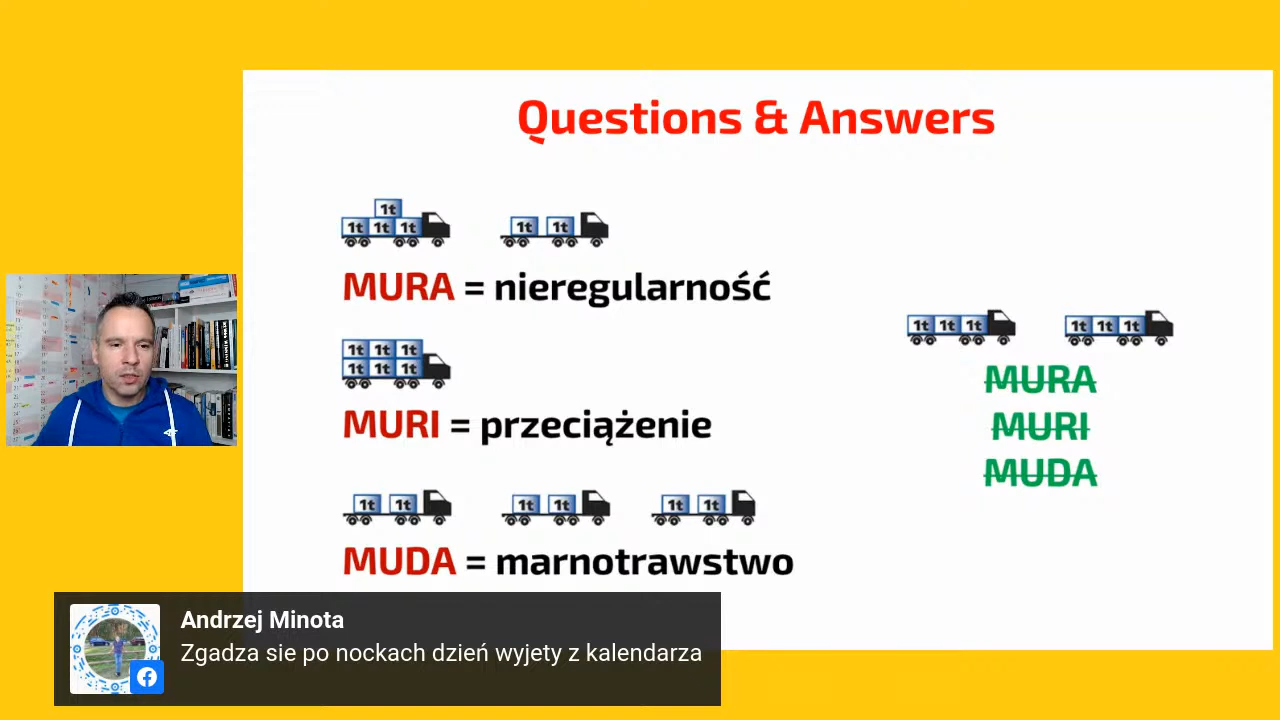 Questions & Answers
1t
1t 1t 1t
1t 1t
MURA = nieregularność
1t 1t 1t
1t 1t 1t
MURI = przeciążenie
1t 1t
1t 1t
1t 1t
MUDA = marnotrawstwo
1t 1t 1t
1t 1t 1t
MURA
MURI
MUDA
Andrzej Minota
Zgadza sie po nockach dzień wyjety z kalendarza